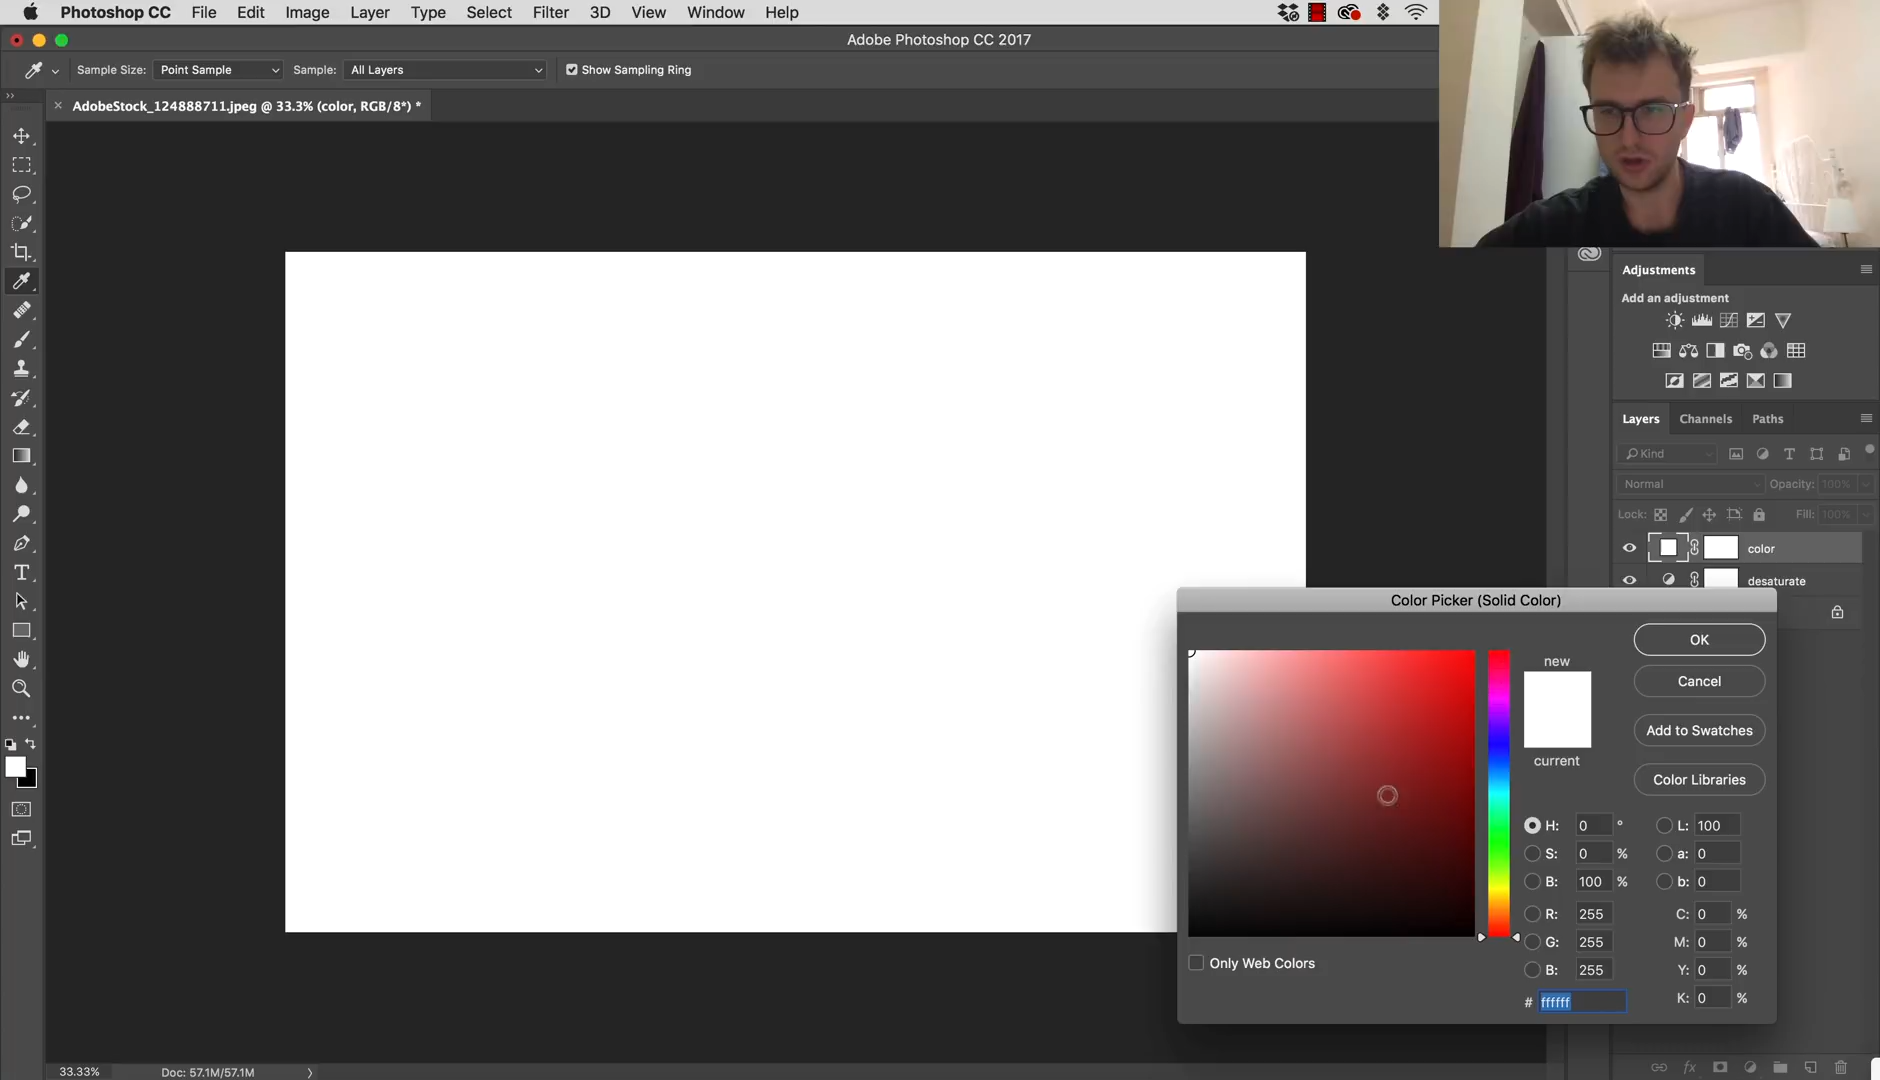 Photoshop CC File Edit Image Layer Type Select Filter 3D View Window Help
Adobe Photoshop CC 2017
Sample Size: Point Sample Sample: All Layers Show Sampling Ring
AdobeStock_124888711.jpeg @ 33.3% (color, RGB/8*) *
Adjustments
Add an adjustment
Layers Channels Paths
Kind
Normal Opacity: 100%
Lock: Fill: 100%
color
desaturate
Color Picker (Solid Color)
new
current
OK
Cancel
Add to Swatches
Color Libraries
H: 0 ° L: 100
S: 0 % a: 0
B: 100 % b: 0
R: 255 C: 0 %
G: 255 M: 0 %
B: 255 Y: 0 %
# ffffff K: 0 %
Only Web Colors
33.33% Doc: 57.1M/57.1M
fx